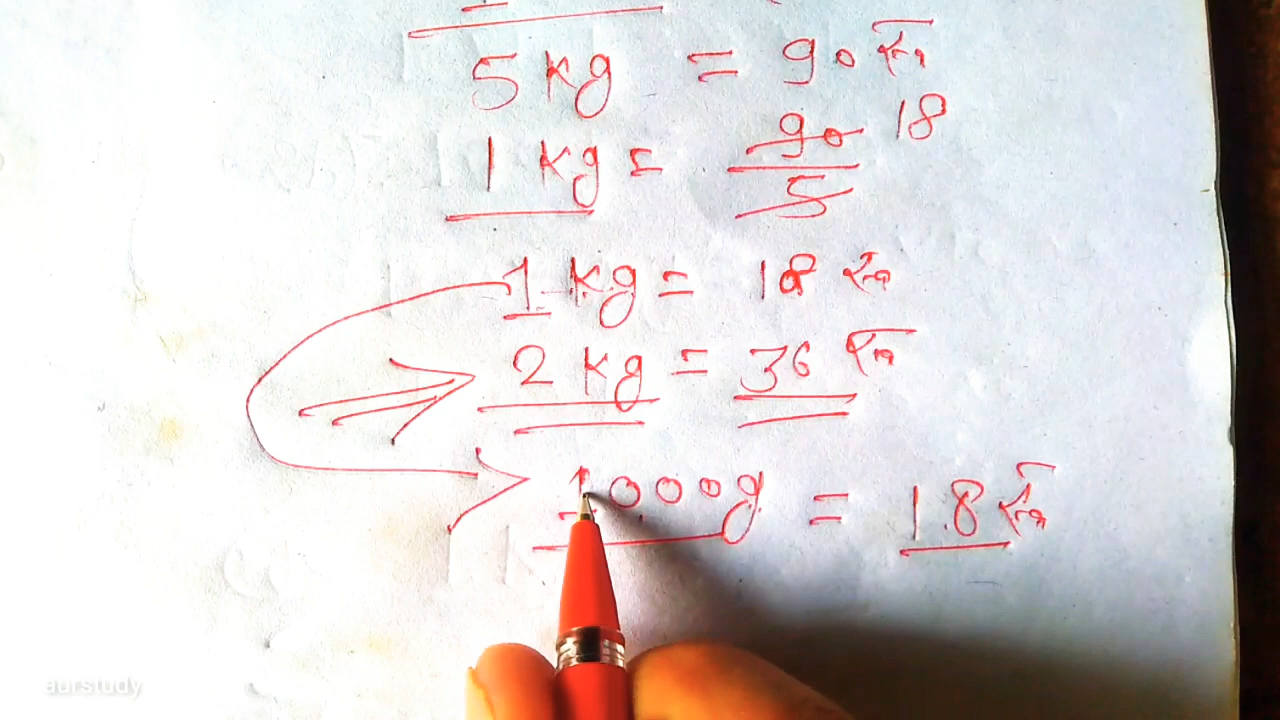 5 kg = 90 रु
1 kg = 90/5 18
1 kg = 18 रु
2 kg = 36 रु
1000g = 18 रु
aurstudy